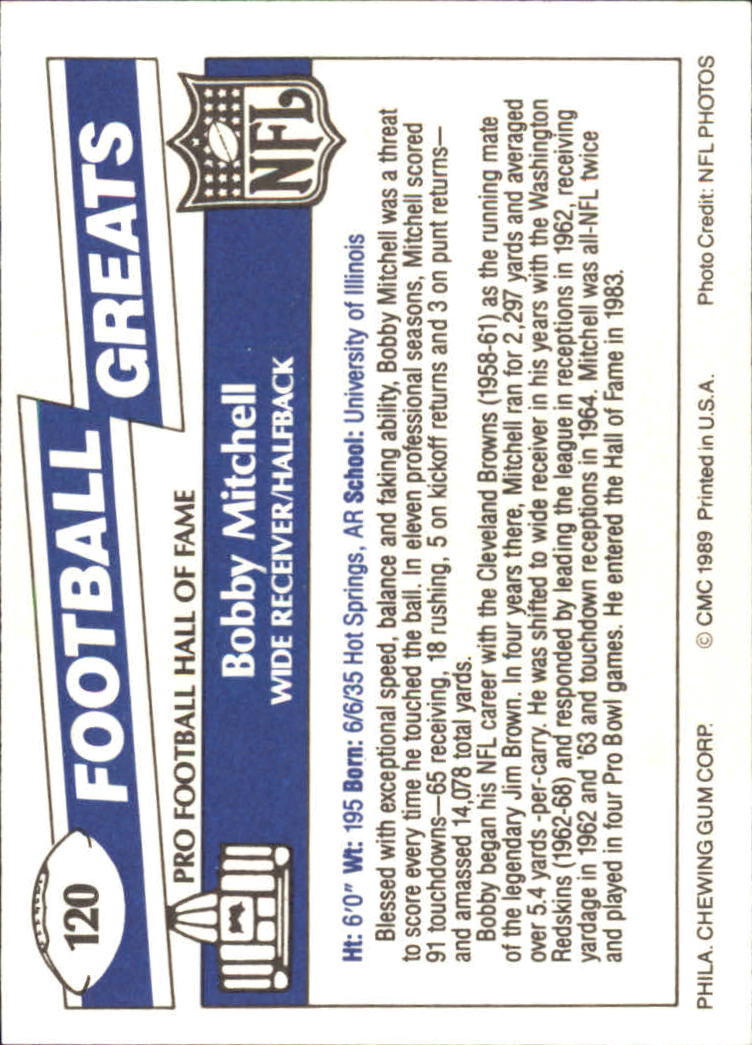 120
FOOTBALL
GREATS
PRO FOOTBALL HALL OF FAME
Bobby Mitchell
WIDE RECEIVER/HALFBACK
NFL
Ht: 6'0" Wt: 195 Born: 6/6/35 Hot Springs, AR School: University of Illinois
Blessed with exceptional speed, balance and faking ability, Bobby Mitchell was a threat
to score every time he touched the ball. In eleven professional seasons, Mitchell scored
91 touchdowns—65 receiving, 18 rushing, 5 on kickoff returns and 3 on punt returns—
and amassed 14,078 total yards.
Bobby began his NFL career with the Cleveland Browns (1958-61) as the running mate
of the legendary Jim Brown. In four years there, Mitchell ran for 2,297 yards and averaged
over 5.4 yards -per-carry. He was shifted to wide receiver in his years with the Washington
Redskins (1962-68) and responded by leading the league in receptions in 1962, receiving
yardage in 1962 and '63 and touchdown receptions in 1964. Mitchell was all-NFL twice
and played in four Pro Bowl games. He entered the Hall of Fame in 1983.
PHILA. CHEWING GUM CORP. © CMC 1989 Printed in U.S.A. Photo Credit: NFL PHOTOS